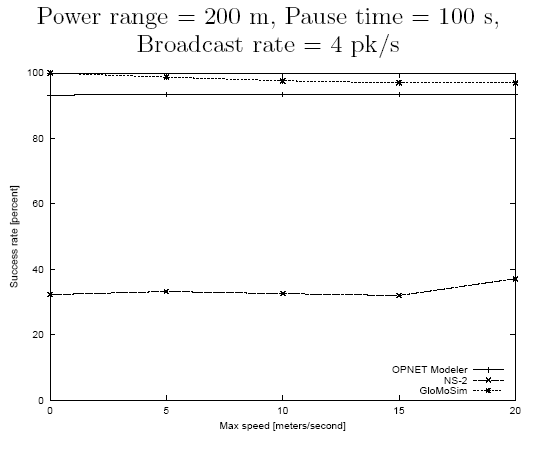 Power range = 200 m, Pause time = 100 s,
Broadcast rate = 4 pk/s
100
80
60
40
20
0
Success rate [percent]
OPNET Modeler
NS-2
GloMoSim
0 5 10 15 20
Max speed [meters/second]